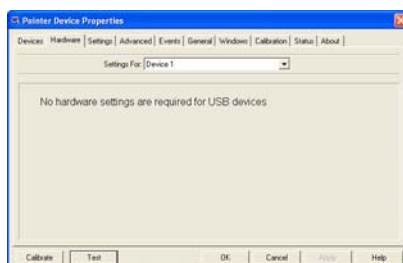 Pointer Device Properties
Devices Hardware Settings Advanced Events General Windows Calibration Status About
Settings For: Device 1
No hardware settings are required for USB devices
Calibrate Test OK Cancel Apply Help